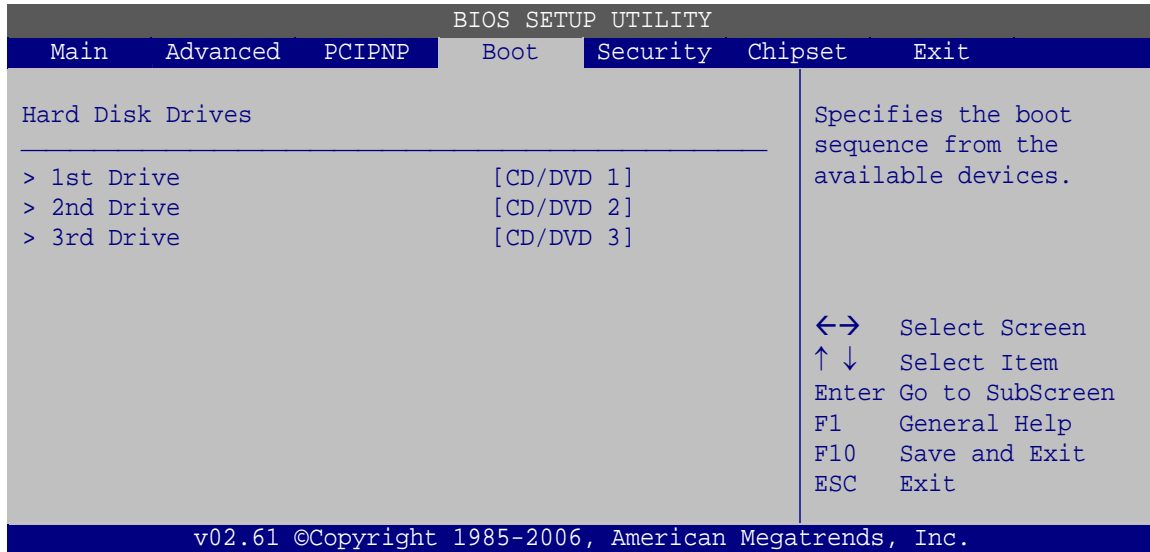 BIOS SETUP UTILITY
Main Advanced PCIPNP Boot Security Chipset Exit
Hard Disk Drives
> 1st Drive [CD/DVD 1]
> 2nd Drive [CD/DVD 2]
> 3rd Drive [CD/DVD 3]
Specifies the boot
sequence from the
available devices.
←→ Select Screen
↑ ↓ Select Item
Enter Go to SubScreen
F1 General Help
F10 Save and Exit
ESC Exit
v02.61 ©Copyright 1985-2006, American Megatrends, Inc.